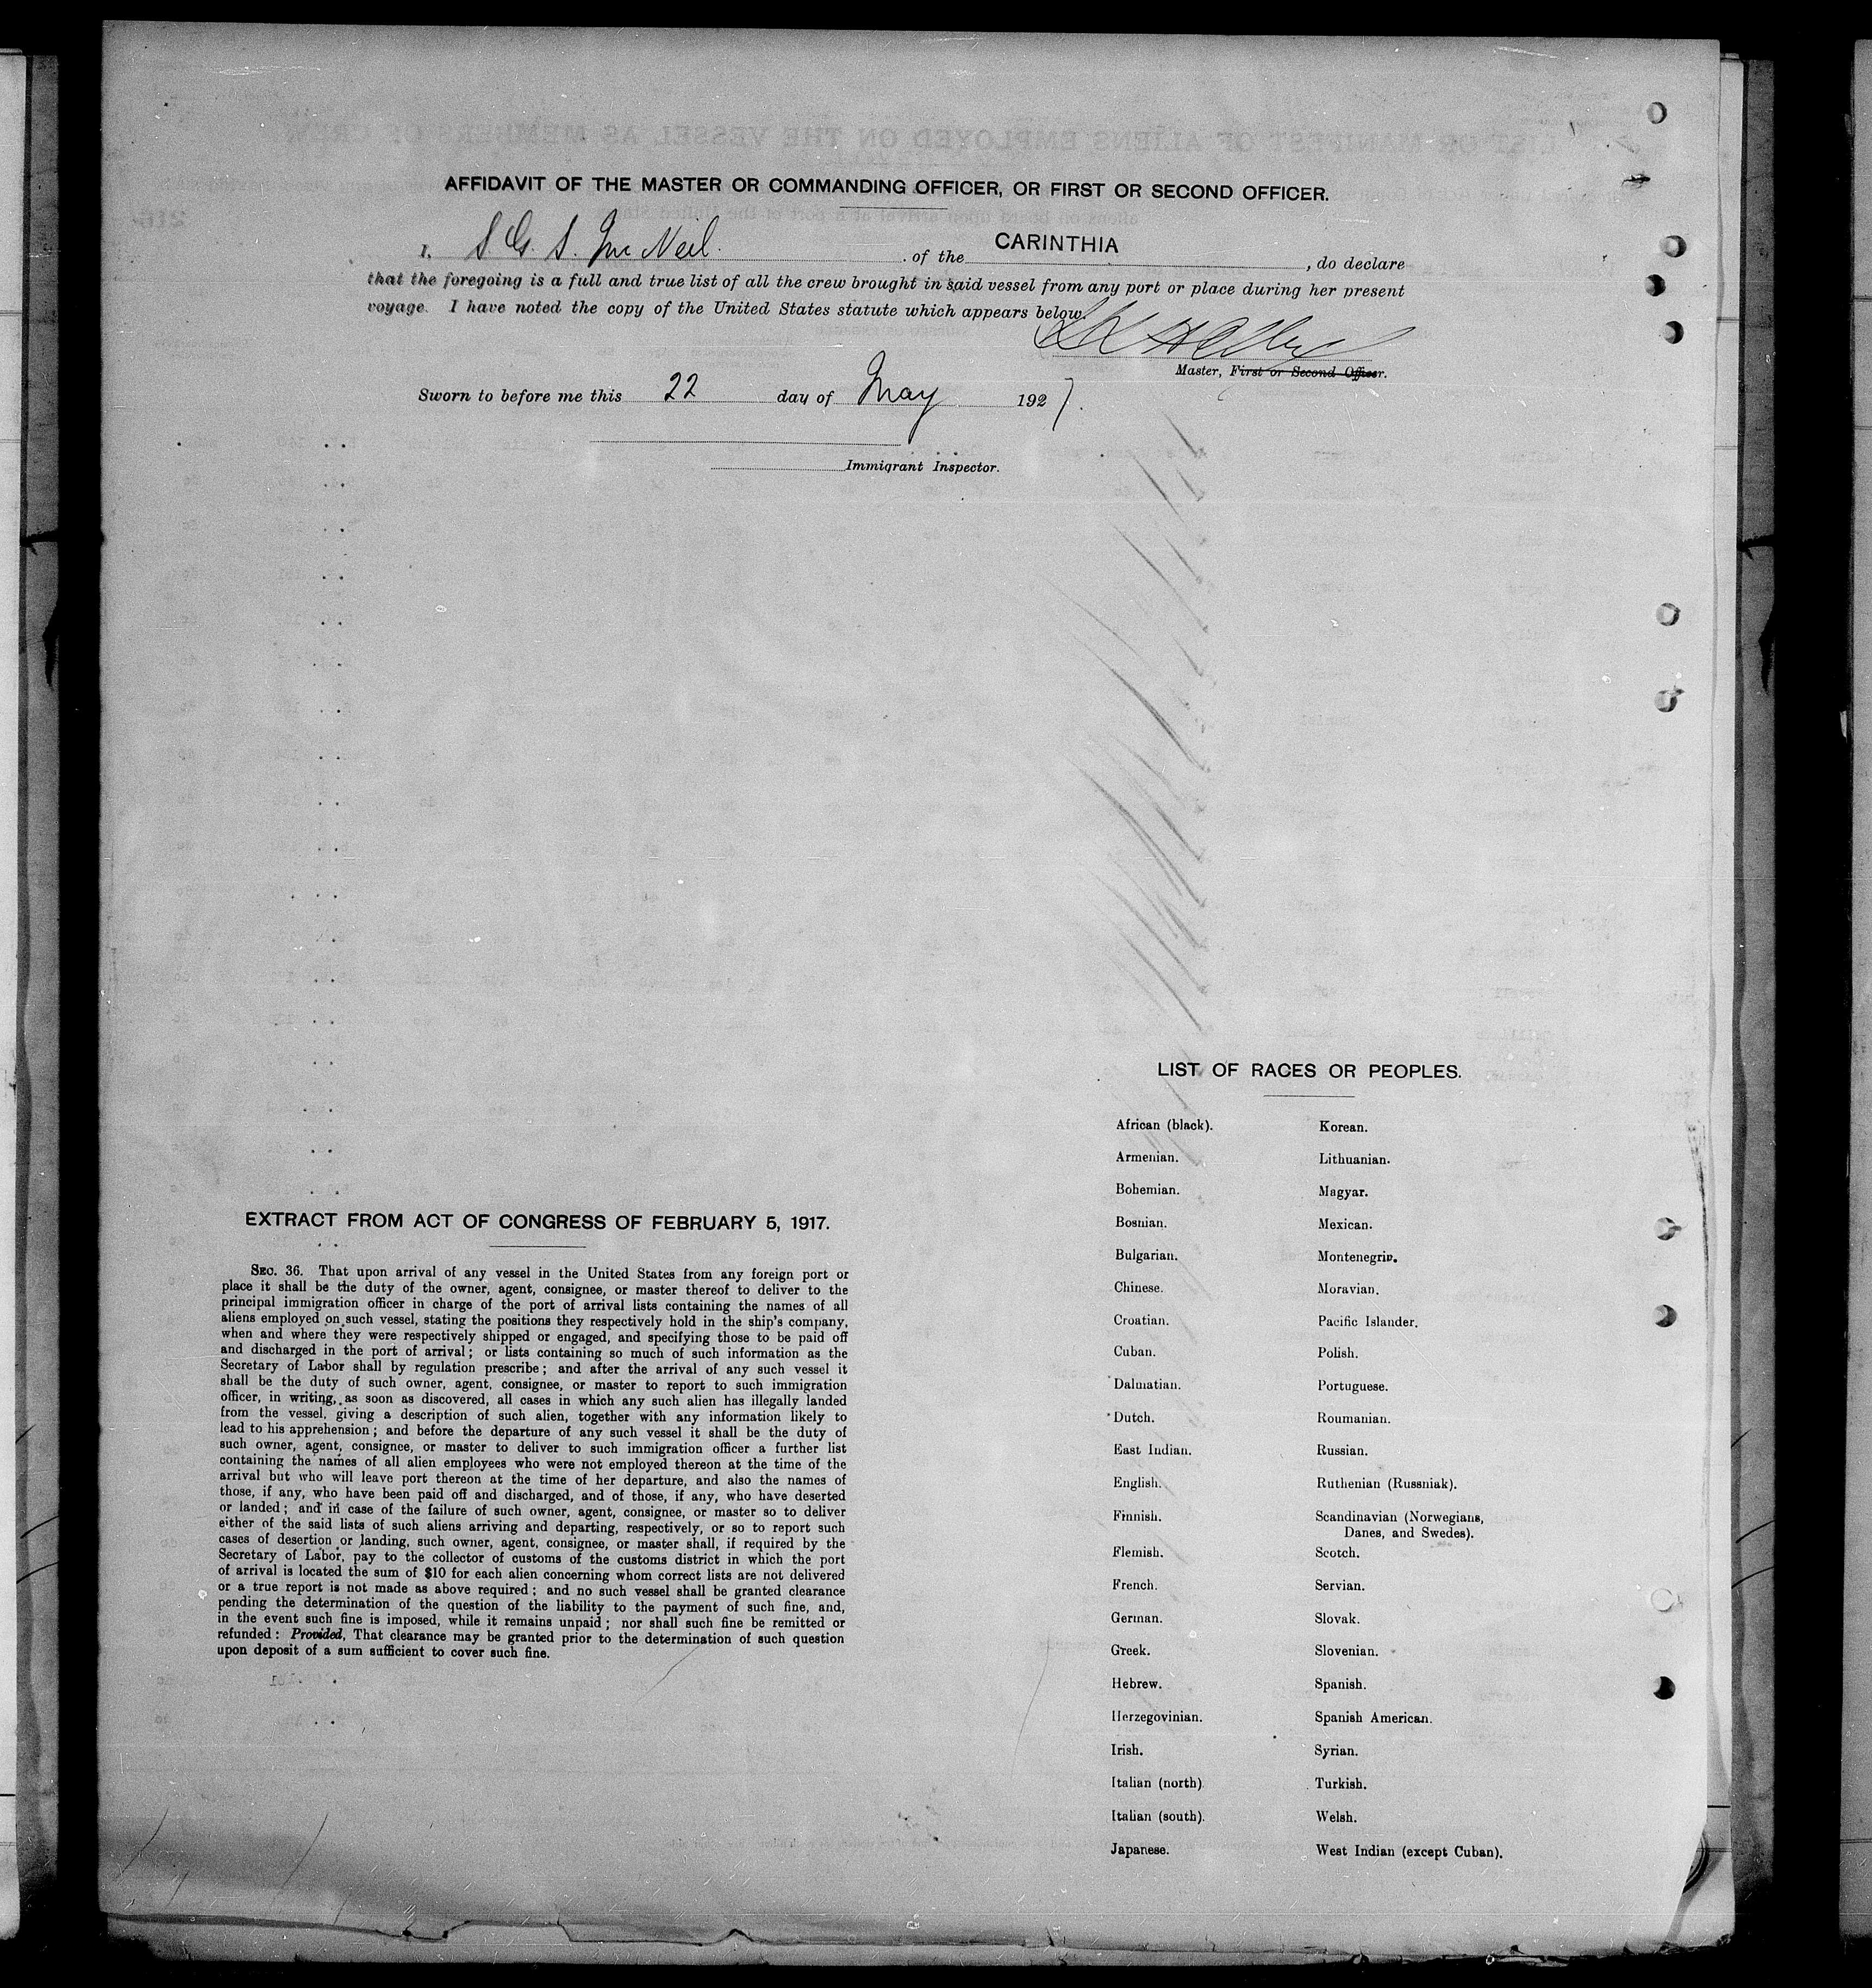 AFFIDAVIT OF THE MASTER OR COMMANDING OFFICER, OR FIRST OR SECOND OFFICER.
I, S. G. S. McNeil. of the CARINTHIA, do declare
that the foregoing is a full and true list of all the crew brought in said vessel from any port or place during her present
voyage. I have noted the copy of the United States statute which appears below.
Master, First or Second Officer.
Sworn to before me this 22 day of May 1927.
Immigrant Inspector.
EXTRACT FROM ACT OF CONGRESS OF FEBRUARY 5, 1917.
SEC. 36. That upon arrival of any vessel in the United States from any foreign port or
place it shall be the duty of the owner, agent, consignee, or master thereof to deliver to the
principal immigration officer in charge of the port of arrival lists containing the names of all
aliens employed on such vessel, stating the positions they respectively hold in the ship's company,
when and where they were respectively shipped or engaged, and specifying those to be paid off
and discharged in the port of arrival; or lists containing so much of such information as the
Secretary of Labor shall by regulation prescribe; and after the arrival of any such vessel it
shall be the duty of such owner, agent, consignee, or master to report to such immigration
officer, in writing, as soon as discovered, all cases in which any such alien has illegally landed
from the vessel, giving a description of such alien, together with any information likely to
lead to his apprehension; and before the departure of any such vessel it shall be the duty of
such owner, agent, consignee, or master to deliver to such immigration officer a further list
containing the names of all alien employees who were not employed thereon at the time of the
arrival but who will leave port thereon at the time of her departure, and also the names of
those, if any, who have been paid off and discharged, and of those, if any, who have deserted
or landed; and in case of the failure of such owner, agent, consignee, or master so to deliver
either of the said lists of such aliens arriving and departing, respectively, or so to report such
cases of desertion or landing, such owner, agent, consignee, or master shall, if required by the
Secretary of Labor, pay to the collector of customs of the customs district in which the port
of arrival is located the sum of $10 for each alien concerning whom correct lists are not delivered
or a true report is not made as above required; and no such vessel shall be granted clearance
pending the determination of the question of the liability to the payment of such fine, and,
in the event such fine is imposed, while it remains unpaid; nor shall such fine be remitted or
refunded: Provided, That clearance may be granted prior to the determination of such question
upon deposit of a sum sufficient to cover such fine.
LIST OF RACES OR PEOPLES.
African (black).
Armenian.
Bohemian.
Bosnian.
Bulgarian.
Chinese.
Croatian.
Cuban.
Dalmatian.
Dutch.
East Indian.
English.
Finnish.
Flemish.
French.
German.
Greek.
Hebrew.
Herzegovinian.
Irish.
Italian (north).
Italian (south).
Japanese.
Korean.
Lithuanian.
Magyar.
Mexican.
Montenegrin.
Moravian.
Pacific Islander.
Polish.
Portuguese.
Roumanian.
Russian.
Ruthenian (Russniak).
Scandinavian (Norwegians,
Danes, and Swedes).
Scotch.
Servian.
Slovak.
Slovenian.
Spanish.
Spanish American.
Syrian.
Turkish.
Welsh.
West Indian (except Cuban).